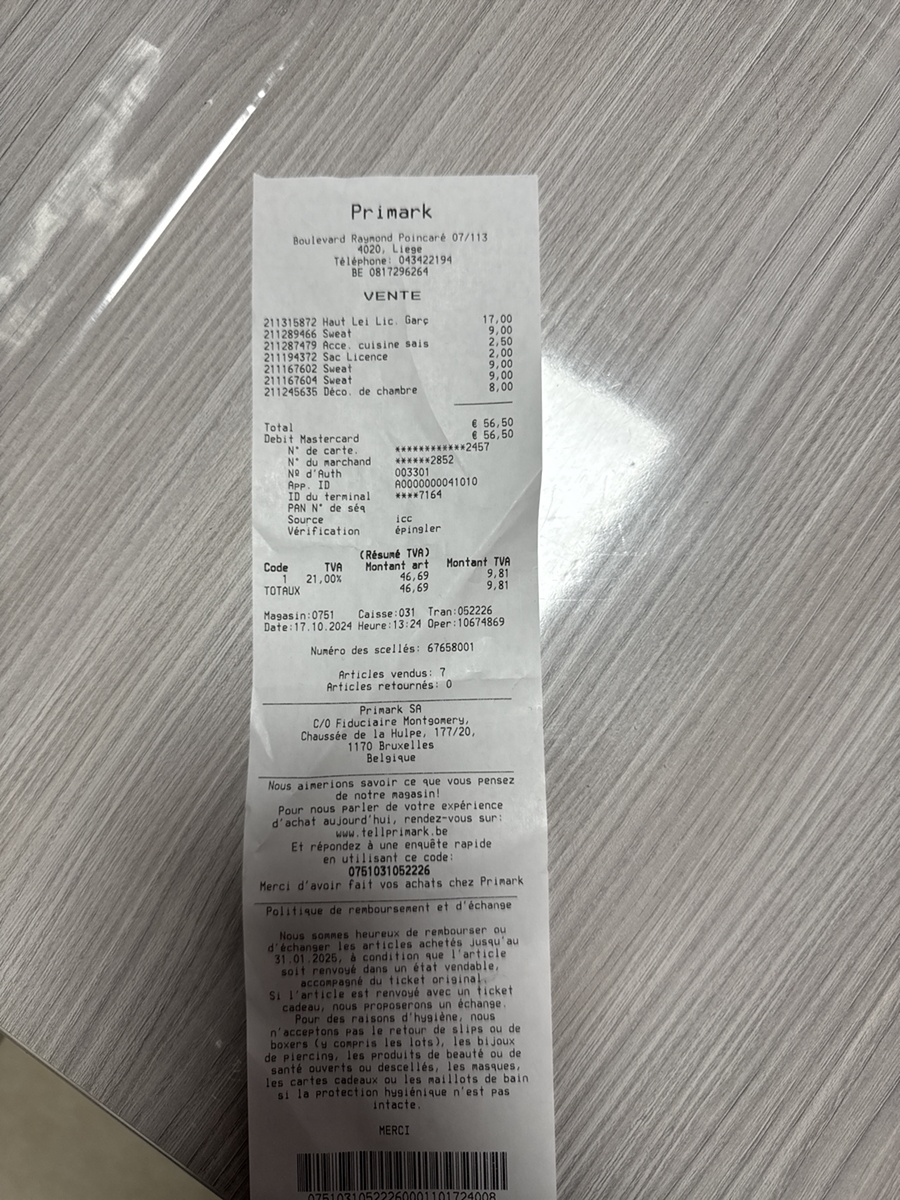 Primark
Boulevard Raymond Poincaré 07/113
4020, Liege
Téléphone: 043422194
BE 0817296264
VENTE
211315872 Haut Lei Lic. Garç 17,00
211289466 Sweat 9,00
211287479 Acce. cuisine sais 2,50
211194372 Sac Licence 2,00
211167602 Sweat 9,00
211167604 Sweat 9,00
211245635 Déco. de chambre 8,00
Total € 56,50
Debit Mastercard € 56,50
N° de carte. ************2457
N° du marchand ******2852
Nº d'Auth 003301
App. ID A0000000041010
ID du terminal ****7164
PAN N° de séq
Source icc
Vérification épingler
(Résumé TVA)
Code TVA Montant art Montant TVA
1 21,00% 46,69 9,81
TOTAUX 46,69 9,81
Magasin:0751 Caisse:031 Tran:052226
Date:17.10.2024 Heure:13:24 Oper:10674869
Numéro des scellés: 67658001
Articles vendus: 7
Articles retournés: 0
Primark SA
C/O Fiduciaire Montgomery,
Chaussée de la Hulpe, 177/20,
1170 Bruxelles
Belgique
Nous aimerions savoir ce que vous pensez
de notre magasin!
Pour nous parler de votre expérience
d'achat aujourd'hui, rendez-vous sur:
www.tellprimark.be
Et répondez à une enquête rapide
en utilisant ce code:
0751031052226
Merci d'avoir fait vos achats chez Primark
Politique de remboursement et d'échange
Nous sommes heureux de rembourser ou
d'échanger les articles achetés jusqu'au
31.01.2025, à condition que l'article
soit renvoyé dans un état vendable,
accompagné du ticket original.
Si l'article est renvoyé avec un ticket
cadeau, nous proposerons un échange.
Pour des raisons d'hygiène, nous
n'acceptons pas le retour de slips ou de
boxers (y compris les lots), les bijoux
de piercing, les produits de beauté ou de
santé ouverts ou descellés, les masques,
les cartes cadeaux ou les maillots de bain
si la protection hygiénique n'est pas
intacte.
MERCI
07510310522260001101724008